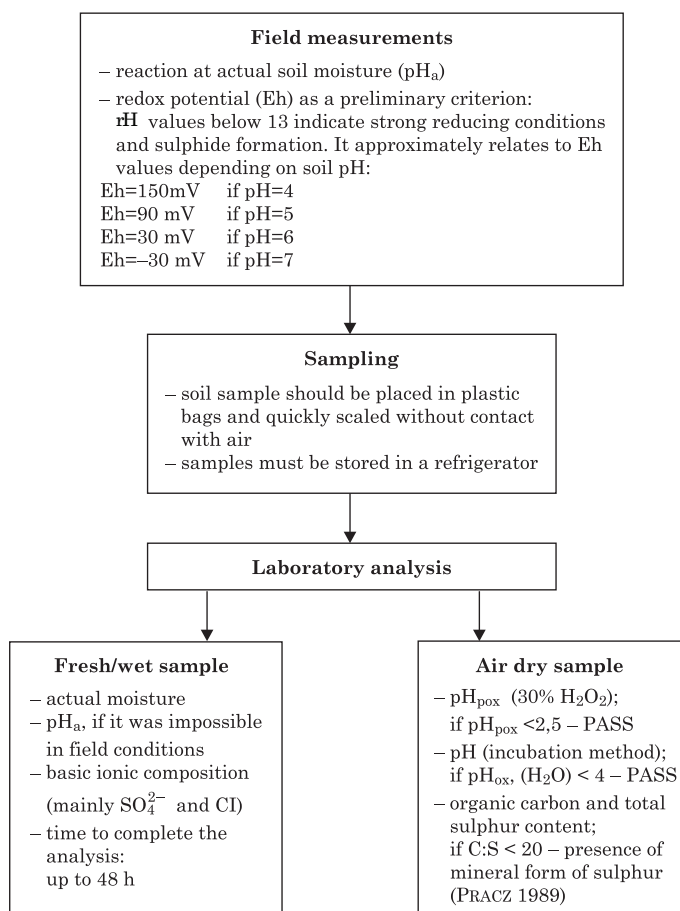 Field measurements
– reaction at actual soil moisture (pHa)
– redox potential (Eh) as a preliminary criterion:
rH values below 13 indicate strong reducing conditions
and sulphide formation. It approximately relates to Eh
values depending on soil pH:
Eh=150mV if pH=4
Eh=90 mV if pH=5
Eh=30 mV if pH=6
Eh=–30 mV if pH=7
Sampling
– soil sample should be placed in plastic
bags and quickly scaled without contact
with air
– samples must be stored in a refrigerator
Laboratory analysis
Fresh/wet sample
– actual moisture
– pHa, if it was impossible
in field conditions
– basic ionic composition
(mainly SO4^2– and CI)
– time to complete the
analysis:
up to 48 h
Air dry sample
– pHpox (30% H2O2);
if pHpox <2,5 – PASS
– pH (incubation method);
if pHox, (H2O) < 4 – PASS
– organic carbon and total
sulphur content;
if C:S < 20 – presence of
mineral form of sulphur
(PRACZ 1989)